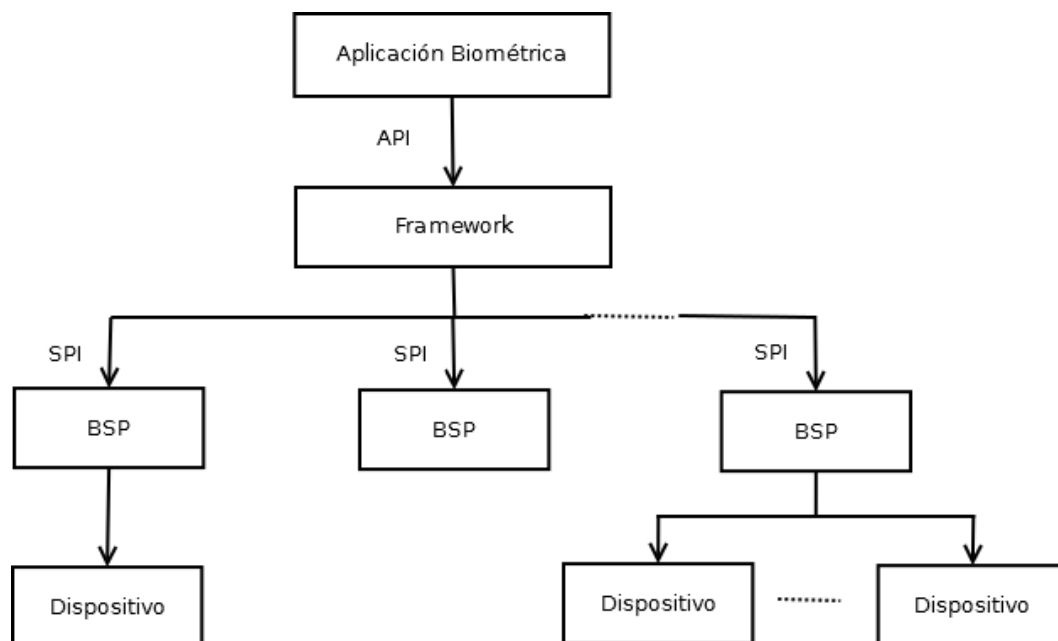 Aplicación Biométrica
API
Framework
SPI
SPI
SPI
BSP
BSP
BSP
Dispositivo
Dispositivo
Dispositivo